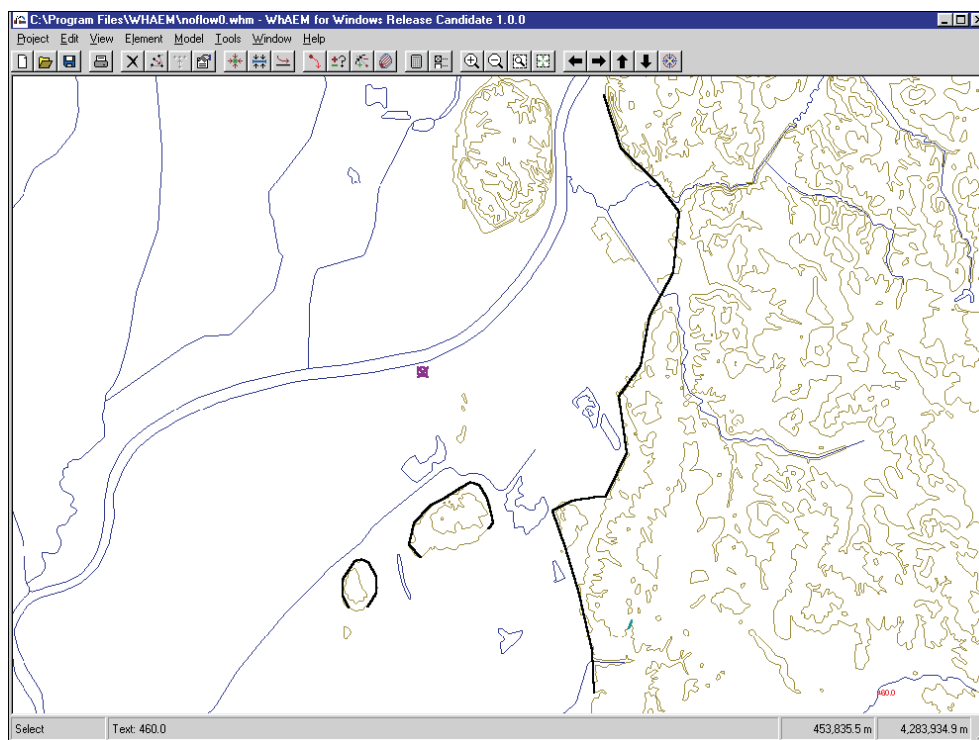 C:\Program Files\WHAEM\noflow0.whm - WhAEM for Windows Release Candidate 1.0.0
Project Edit View Element Model Tools Window Help
460.0
Select Text: 460.0 453,835.5 m 4,283,934.9 m